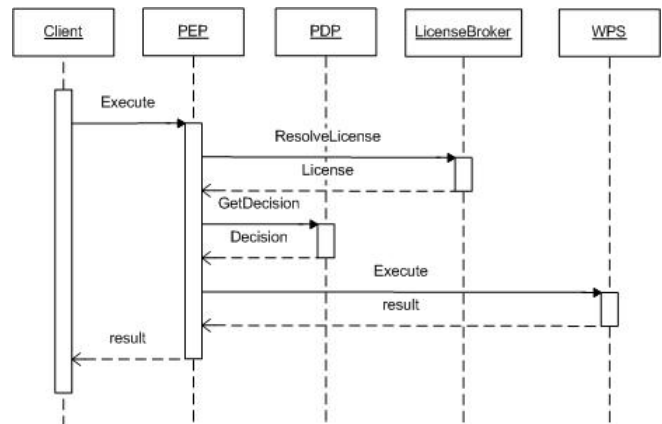 Client
PEP
PDP
LicenseBroker
WPS
Execute
ResolveLicense
License
GetDecision
Decision
Execute
result
result